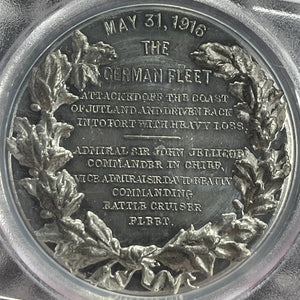 MAY 31, 1916
THE
GERMAN FLEET
ATTACKED OFF THE COAST
OF JUTLAND AND DRIVEN BACK
INTO PORT WITH HEAVY LOSS.
ADMIRAL SIR JOHN JELLICOE
COMMANDER IN CHIEF,
VICE ADMIRAL SIR DAVID BEATTY
COMMANDING
BATTLE CRUISER
FLEET.